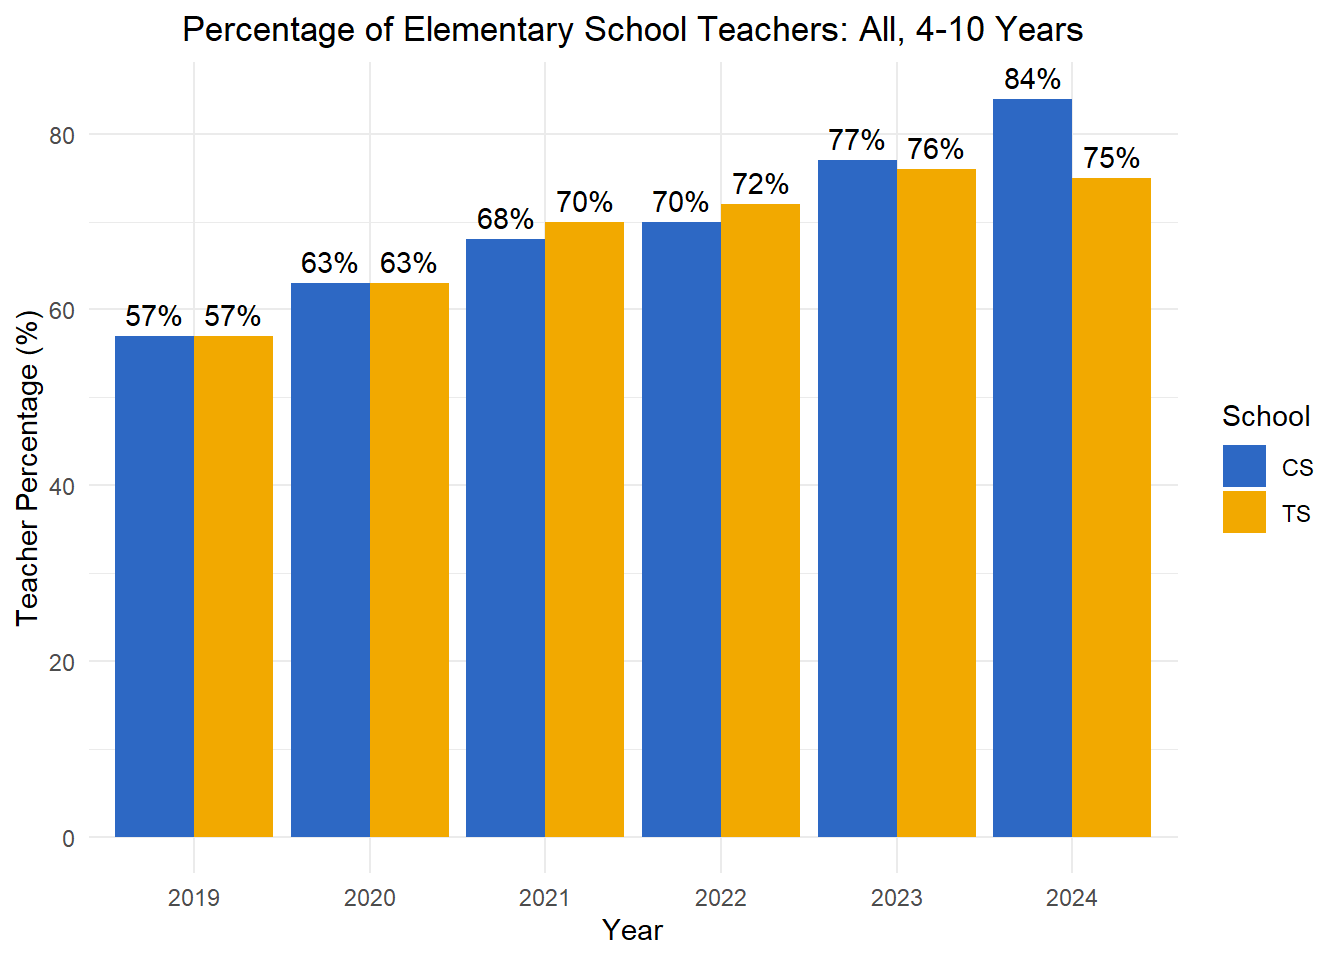 Percentage of Elementary School Teachers: All, 4-10 Years
Teacher Percentage (%)
80
60
40
20
0
57% 57%
63% 63%
68% 70%
70% 72%
77% 76%
84% 75%
2019 2020 2021 2022 2023 2024
Year
School
CS
TS